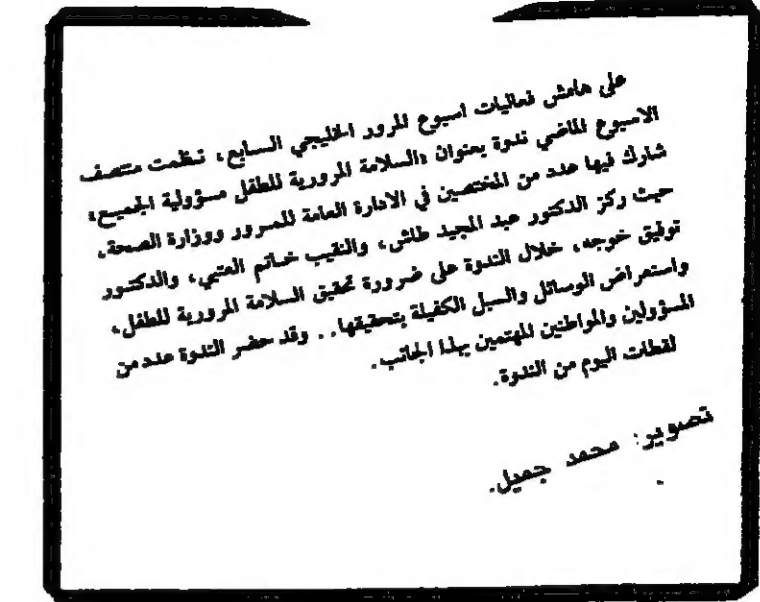 على هامش فعاليات اسبوع المرور الخليجي السابع، نظمت منتصف
الاسبوع الماضي ندوة بعنوان «السلامة المرورية للطفل مسؤولية الجميع»
شارك فيها عدد من المختصين في الادارة العامة للمرور ووزارة الصحة،
حيث ركز الدكتور عبد المجيد طاش، والنقيب خاتم العتيبي، والدكتور
توفيق خوجه، خلال الندوة على ضرورة تحقيق السلامة المرورية للطفل،
واستعراض الوسائل والسبل الكفيلة بتحقيقها.. وقد حضر الندوة عدد من
المسؤولين والمواطنين المهتمين بهذا الجانب.
لقطات اليوم من الندوة.
تصوير: محمد جميل.